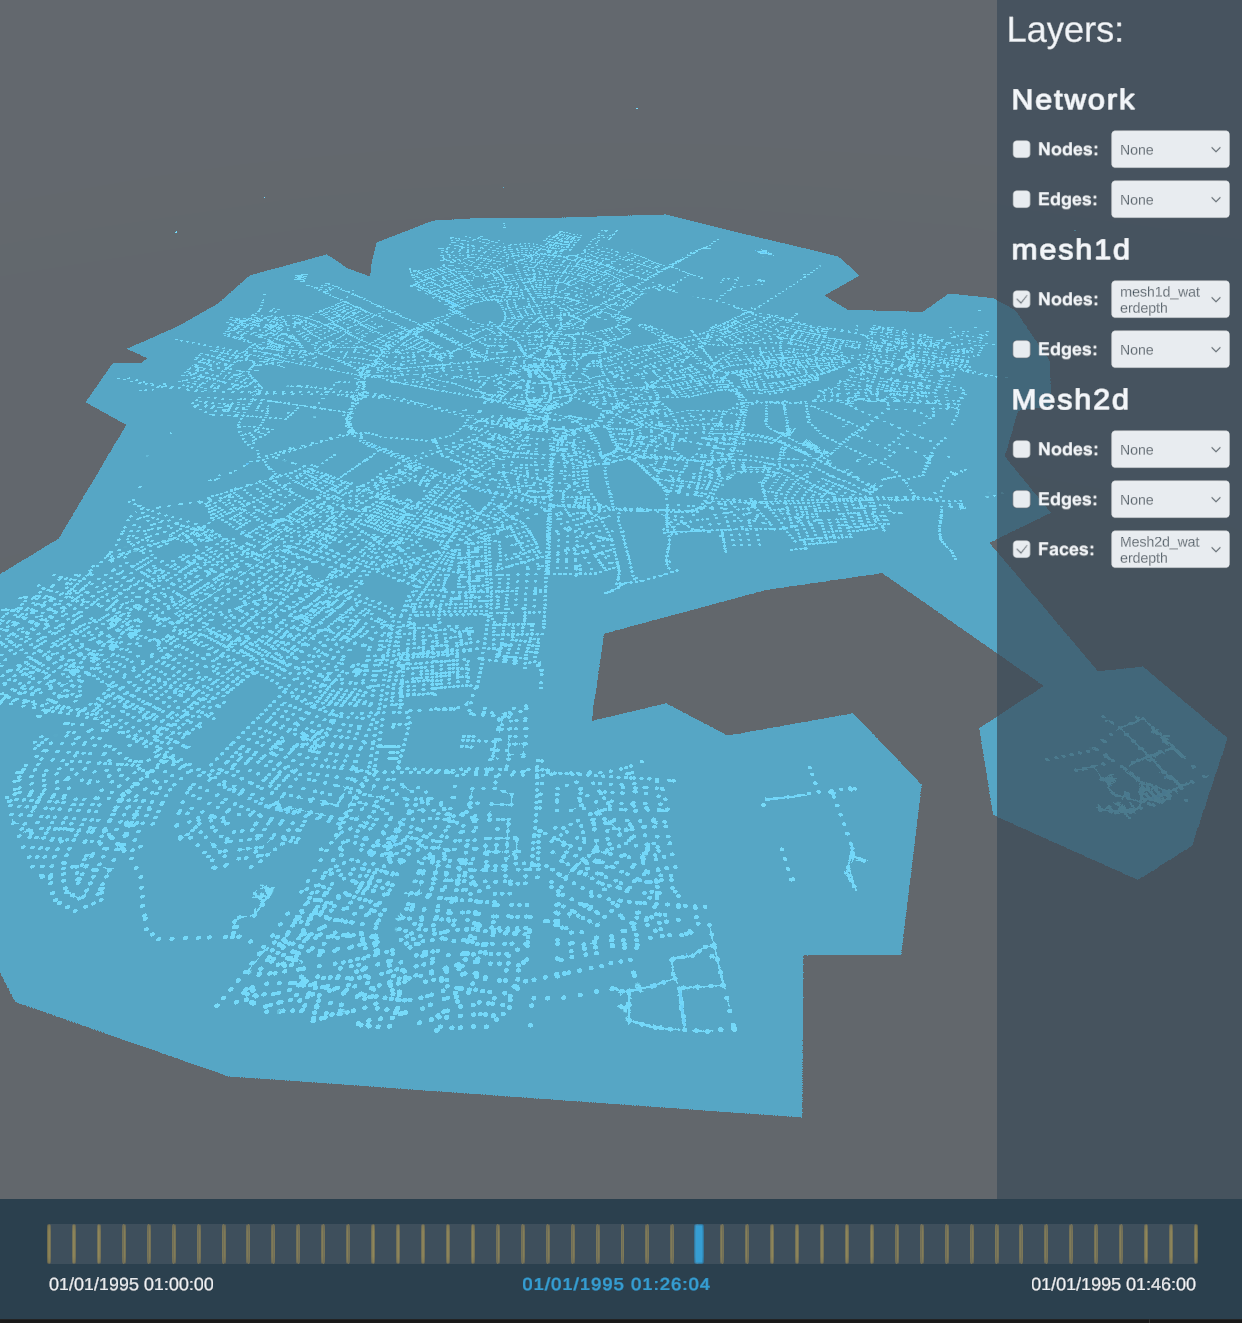 Layers:
Network
Nodes: None
Edges: None
mesh1d
Nodes: mesh1d_wat
erdepth
Edges: None
Mesh2d
Nodes: None
Edges: None
Faces: Mesh2d_wat
erdepth
01/01/1995 01:00:00 01/01/1995 01:26:04 01/01/1995 01:46:00